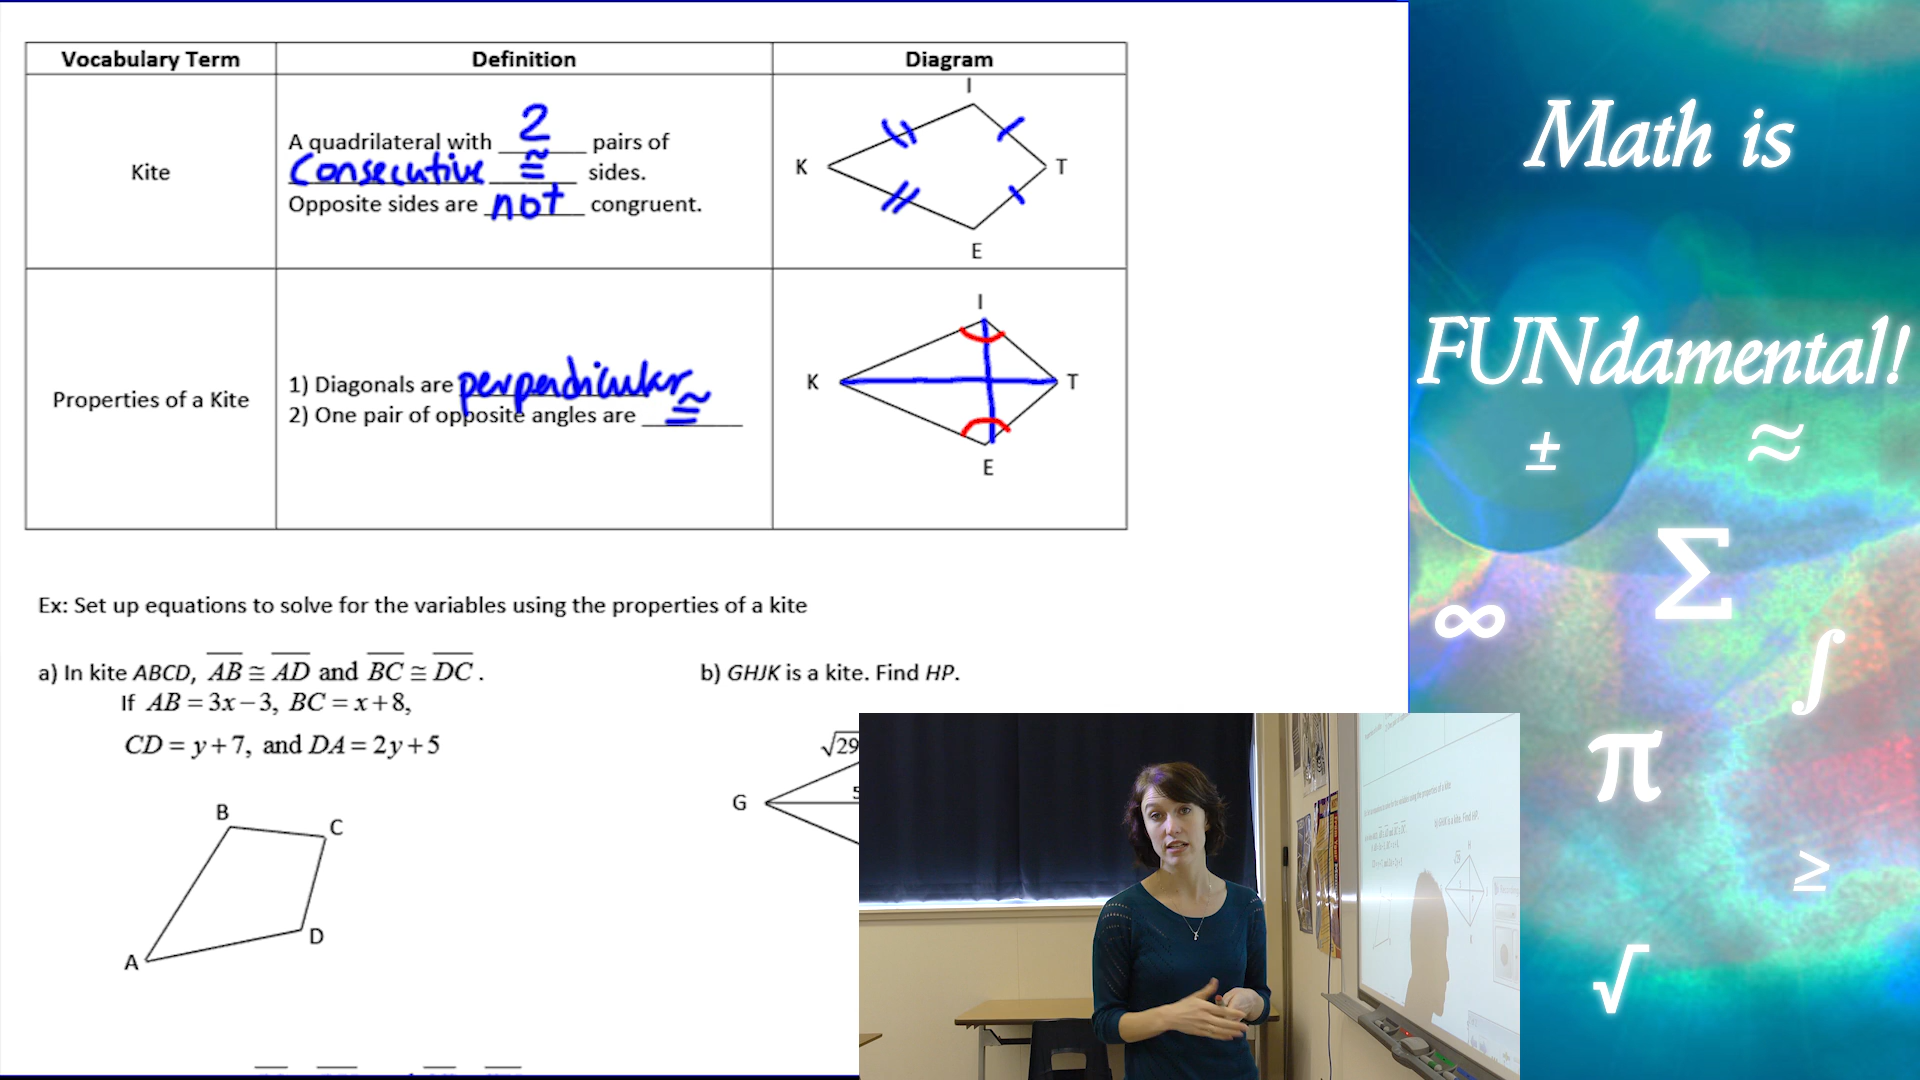 Vocabulary Term
Definition
Diagram
Kite
A quadrilateral with 2 pairs of
Consecutive ≅ sides.
Opposite sides are not congruent.
I
K
T
E
Properties of a Kite
1) Diagonals are perpendicular
2) One pair of opposite angles are ≅
I
K
T
E
Ex: Set up equations to solve for the variables using the properties of a kite
a) In kite ABCD, AB ≅ AD and BC ≅ DC.
If AB = 3x − 3, BC = x + 8,
CD = y + 7, and DA = 2y + 5
B
C
D
A
b) GHJK is a kite. Find HP.
√29
G
5
Math is
FUNdamental!
± ≈
Σ
∞
∫
π
≥
√